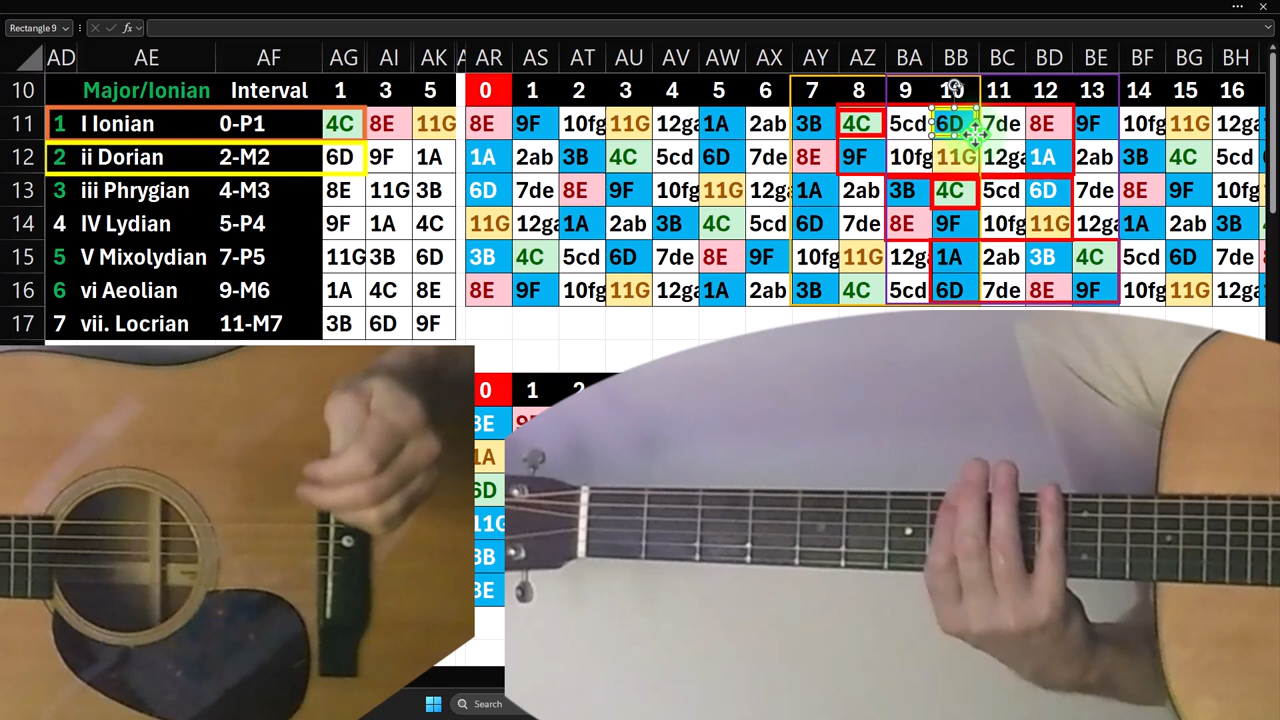 Rectangle 9 fx
AD AE AF AG AI AK AR AS AT AU AV AW AX AY AZ BA BB BC BD BE BF BG BH
10 Major/Ionian Interval 1 3 5 0 1 2 3 4 5 6 7 8 9 10 11 12 13 14 15 16
11 1 I Ionian 0-P1 4C 8E 11G 8E 9F 10fg 11G 12ga 1A 2ab 3B 4C 5cd 6D 7de 8E 9F 10fg 11G 12ga
12 2 ii Dorian 2-M2 6D 9F 1A 1A 2ab 3B 4C 5cd 6D 7de 8E 9F 10fg 11G 12ga 1A 2ab 3B 4C 5cd
13 3 iii Phrygian 4-M3 8E 11G 3B 6D 7de 8E 9F 10fg 11G 12ga 1A 2ab 3B 4C 5cd 6D 7de 8E 9F 10fg
14 4 IV Lydian 5-P4 9F 1A 4C 11G 12ga 1A 2ab 3B 4C 5cd 6D 7de 8E 9F 10fg 11G 12ga 1A 2ab 3B
15 5 V Mixolydian 7-P5 11G 3B 6D 3B 4C 5cd 6D 7de 8E 9F 10fg 11G 12ga 1A 2ab 3B 4C 5cd 6D 7de
16 6 vi Aeolian 9-M6 1A 4C 8E 8E 9F 10fg 11G 12ga 1A 2ab 3B 4C 5cd 6D 7de 8E 9F 10fg 11G 12ga
17 7 vii. Locrian 11-M7 3B 6D 9F
0 1
Search